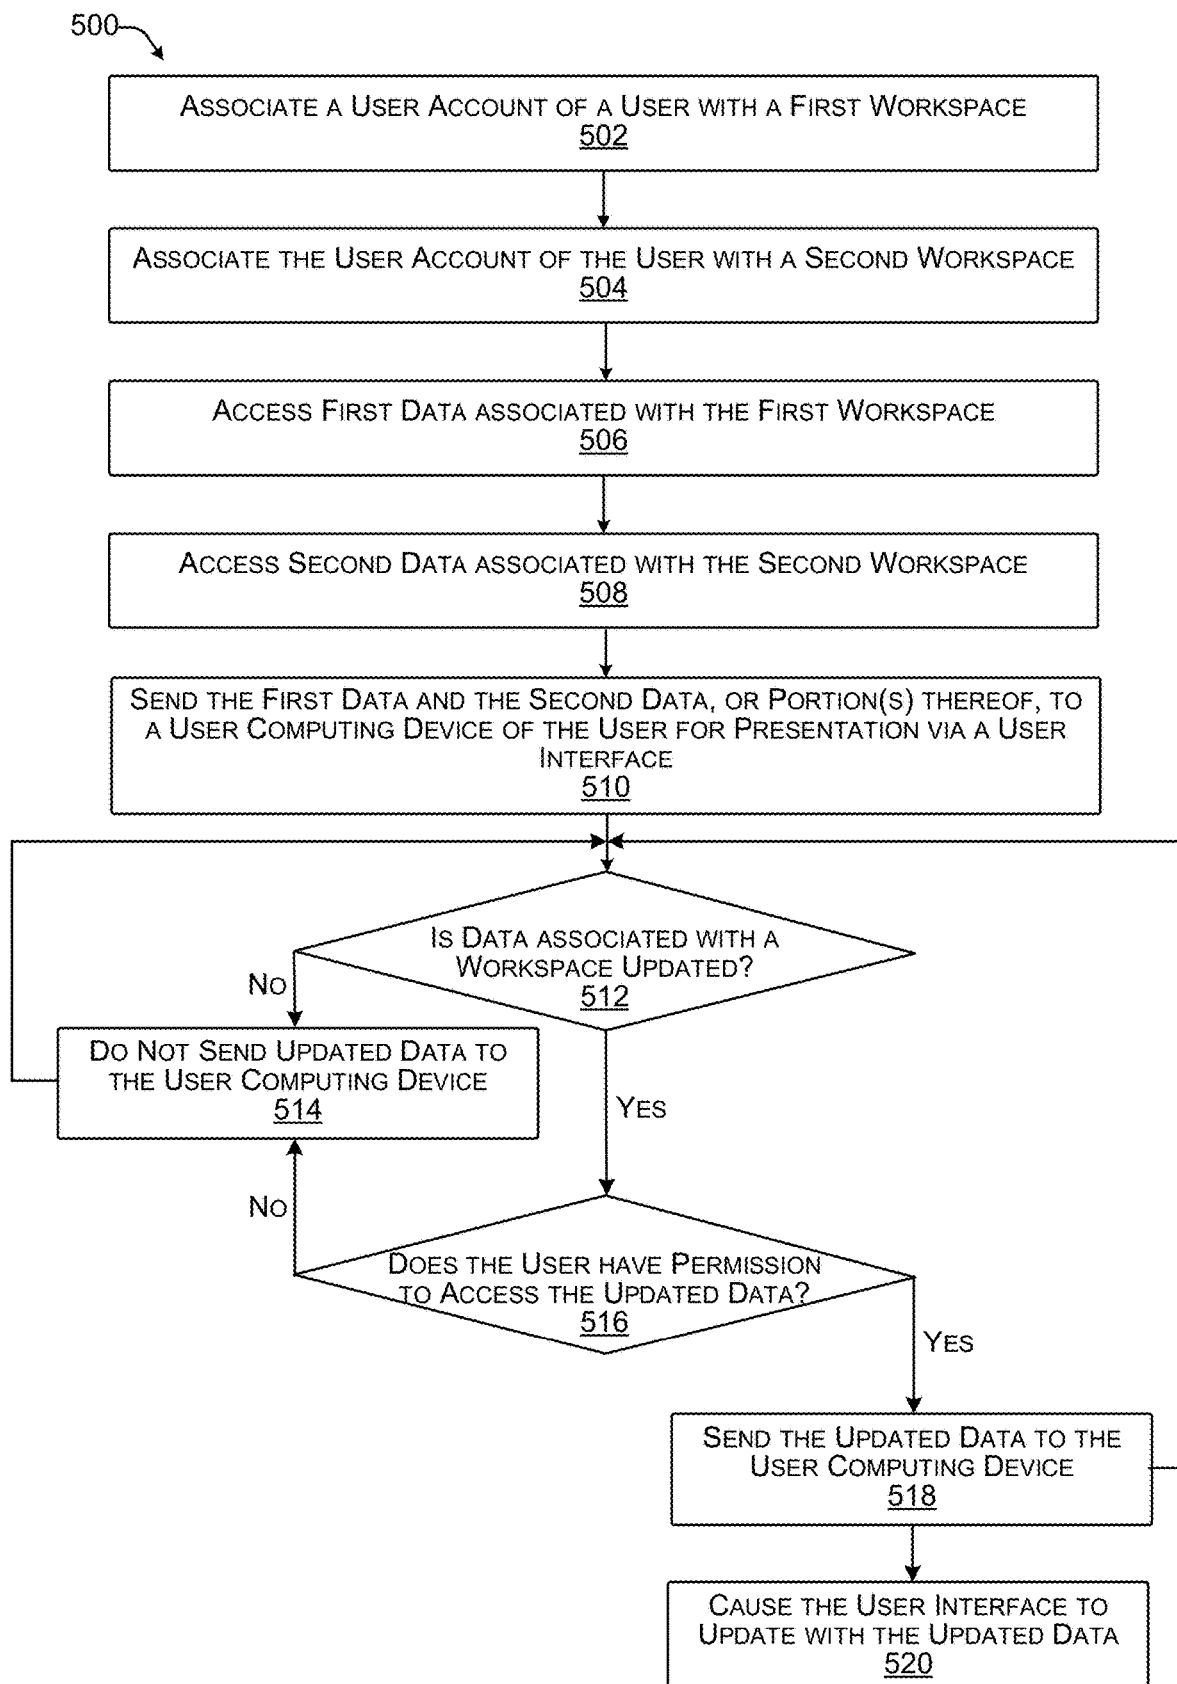 500
ASSOCIATE A USER ACCOUNT OF A USER WITH A FIRST WORKSPACE
502
ASSOCIATE THE USER ACCOUNT OF THE USER WITH A SECOND WORKSPACE
504
ACCESS FIRST DATA ASSOCIATED WITH THE FIRST WORKSPACE
506
ACCESS SECOND DATA ASSOCIATED WITH THE SECOND WORKSPACE
508
SEND THE FIRST DATA AND THE SECOND DATA, OR PORTION(S) THEREOF, TO
A USER COMPUTING DEVICE OF THE USER FOR PRESENTATION VIA A USER
INTERFACE
510
IS DATA ASSOCIATED WITH A
WORKSPACE UPDATED?
512
NO
DO NOT SEND UPDATED DATA TO
THE USER COMPUTING DEVICE
514
YES
NO
DOES THE USER HAVE PERMISSION
TO ACCESS THE UPDATED DATA?
516
YES
SEND THE UPDATED DATA TO THE
USER COMPUTING DEVICE
518
CAUSE THE USER INTERFACE TO
UPDATE WITH THE UPDATED DATA
520